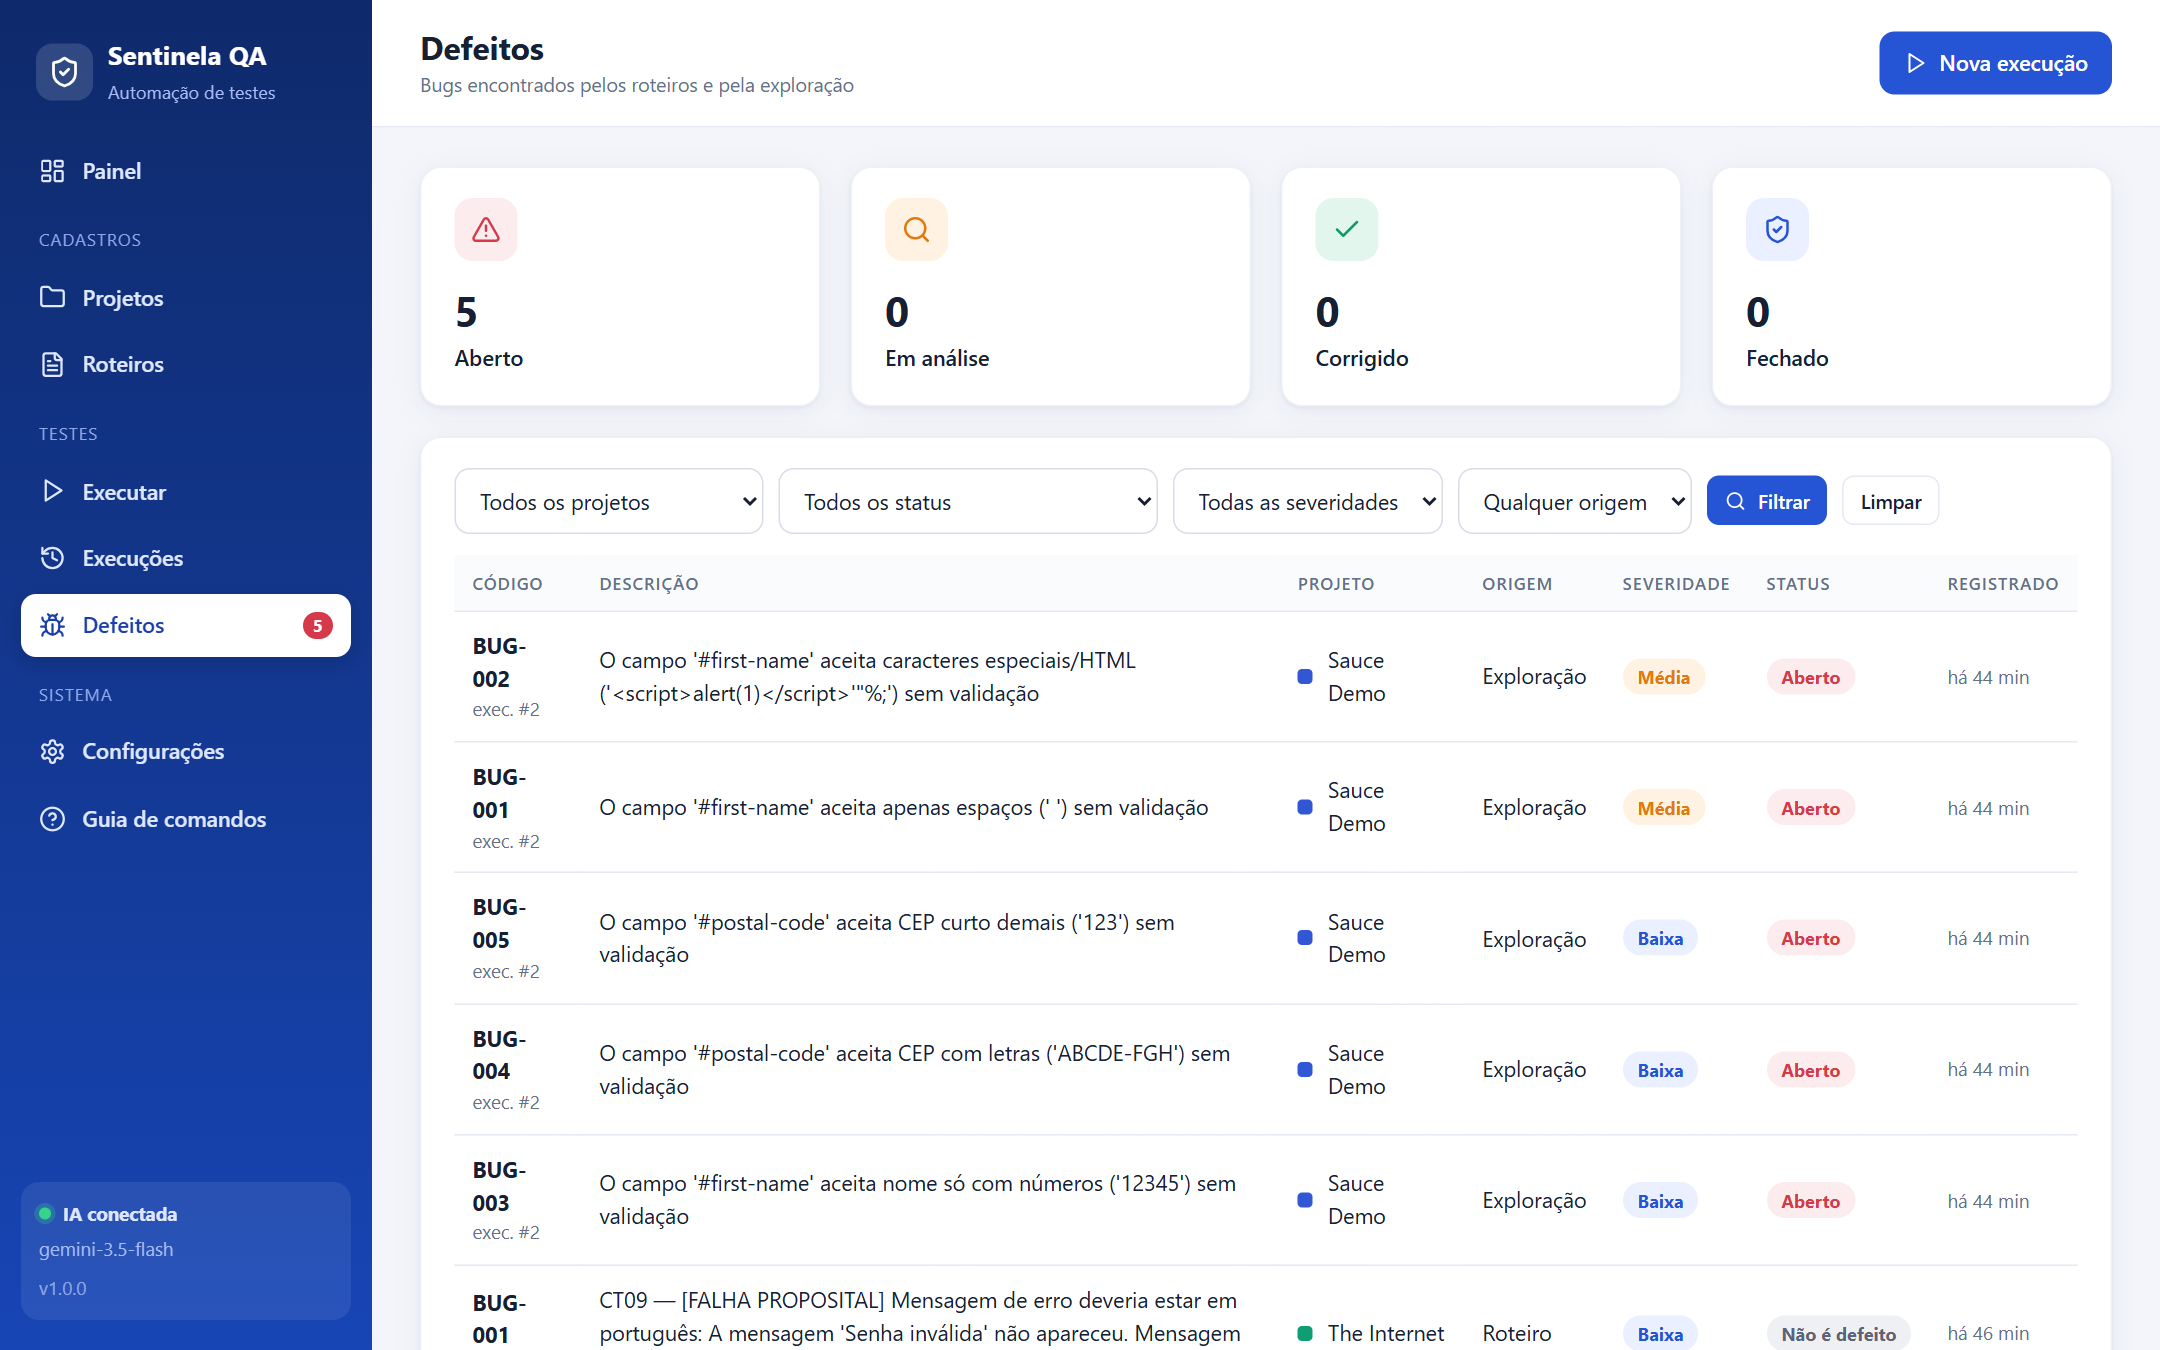 Sentinela QA
Automação de testes
Painel
CADASTROS
Projetos
Roteiros
TESTES
Executar
Execuções
Defeitos
5
SISTEMA
Configurações
Guia de comandos
IA conectada
gemini-3.5-flash
v1.0.0
Defeitos
Bugs encontrados pelos roteiros e pela exploração
Nova execução
5
Aberto
0
Em análise
0
Corrigido
0
Fechado
Todos os projetos
Todos os status
Todas as severidades
Qualquer origem
Filtrar
Limpar
CÓDIGO DESCRIÇÃO PROJETO ORIGEM SEVERIDADE STATUS REGISTRADO
BUG-
002
exec. #2
O campo '#first-name' aceita caracteres especiais/HTML
('<script>alert(1)</script>'"%;') sem validação
Sauce
Demo
Exploração
Média
Aberto
há 44 min
BUG-
001
exec. #2
O campo '#first-name' aceita apenas espaços (' ') sem validação
Sauce
Demo
Exploração
Média
Aberto
há 44 min
BUG-
005
exec. #2
O campo '#postal-code' aceita CEP curto demais ('123') sem
validação
Sauce
Demo
Exploração
Baixa
Aberto
há 44 min
BUG-
004
exec. #2
O campo '#postal-code' aceita CEP com letras ('ABCDE-FGH') sem
validação
Sauce
Demo
Exploração
Baixa
Aberto
há 44 min
BUG-
003
exec. #2
O campo '#first-name' aceita nome só com números ('12345') sem
validação
Sauce
Demo
Exploração
Baixa
Aberto
há 44 min
BUG-
001
CT09 — [FALHA PROPOSITAL] Mensagem de erro deveria estar em
português: A mensagem 'Senha inválida' não apareceu. Mensagem
The Internet
Roteiro
Baixa
Não é defeito
há 46 min